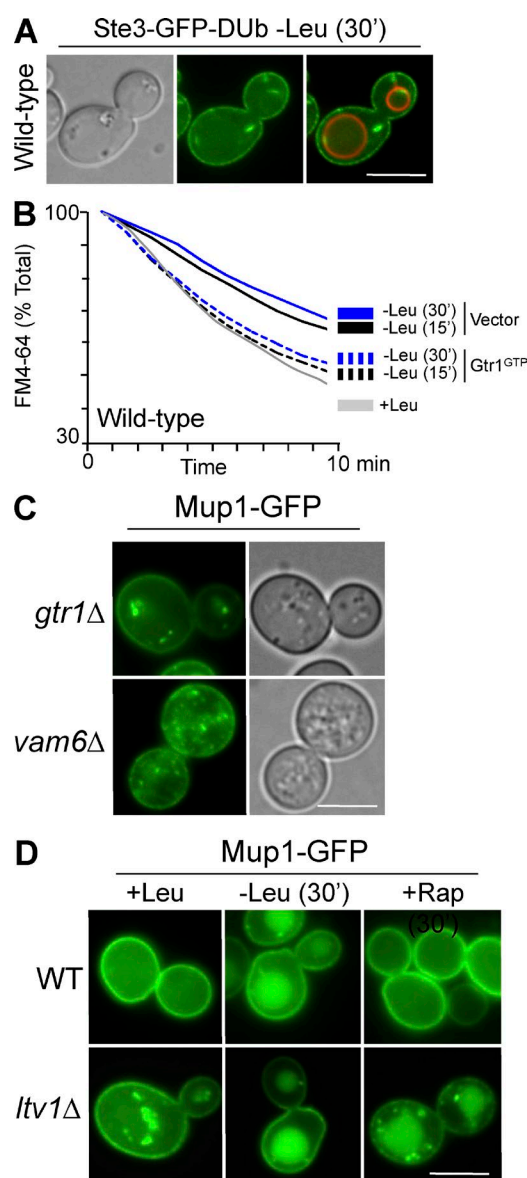 A
Ste3-GFP-DUb -Leu (30')
Wild-type
B
100
FM4-64 (% Total)
30
Wild-type
0
Time
10 min
-Leu (30')
-Leu (15')
Vector
-Leu (30')
-Leu (15')
Gtr1GTP
+Leu
C
Mup1-GFP
gtr1Δ
vam6Δ
D
Mup1-GFP
+Leu
-Leu (30')
+Rap
(30')
WT
ltv1Δ